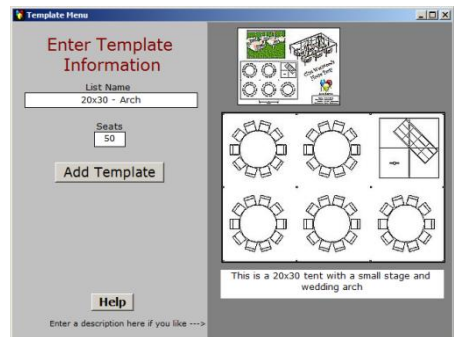 Template Menu
Enter Template
Information
List Name
20x30 - Arch
Seats
50
Add Template
Help
Enter a description here if you like --->
This is a 20x30 tent with a small stage and
wedding arch